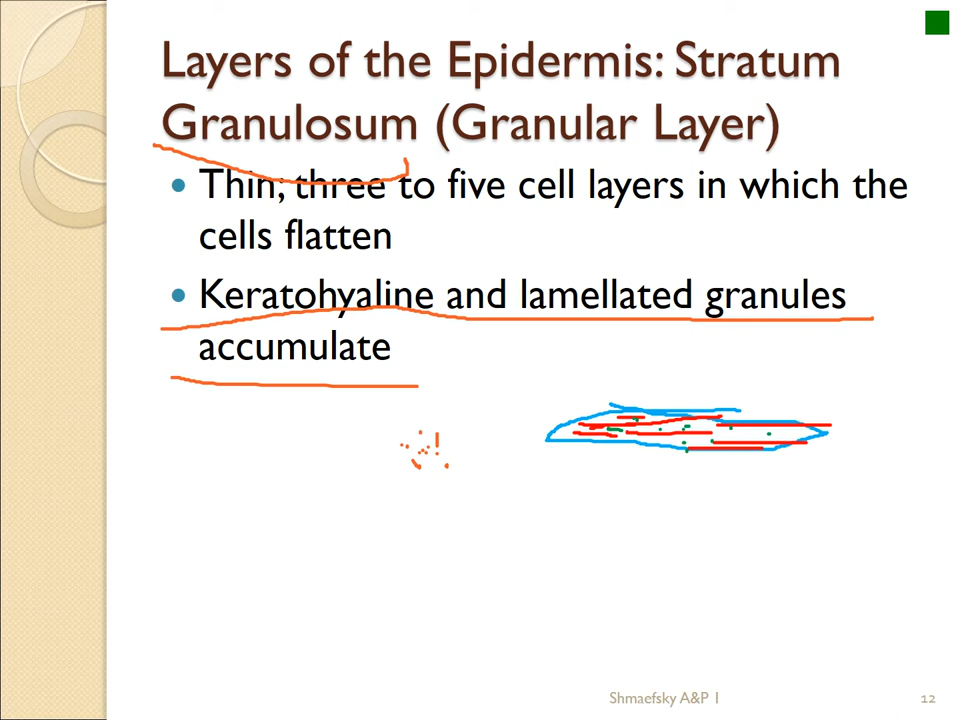 Layers of the Epidermis: Stratum
Granulosum (Granular Layer)
• Thin; three to five cell layers in which the
cells flatten
• Keratohyaline and lamellated granules
accumulate
Shmaefsky A&P 1
12